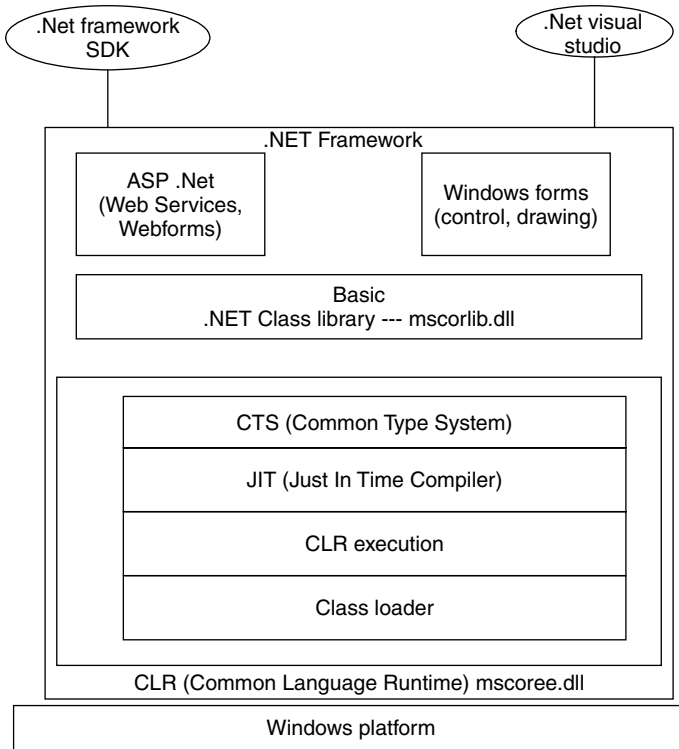 .Net framework
SDK
.Net visual
studio
.NET Framework
ASP .Net
(Web Services,
Webforms)
Windows forms
(control, drawing)
Basic
.NET Class library --- mscorlib.dll
CTS (Common Type System)
JIT (Just In Time Compiler)
CLR execution
Class loader
CLR (Common Language Runtime) mscoree.dll
Windows platform